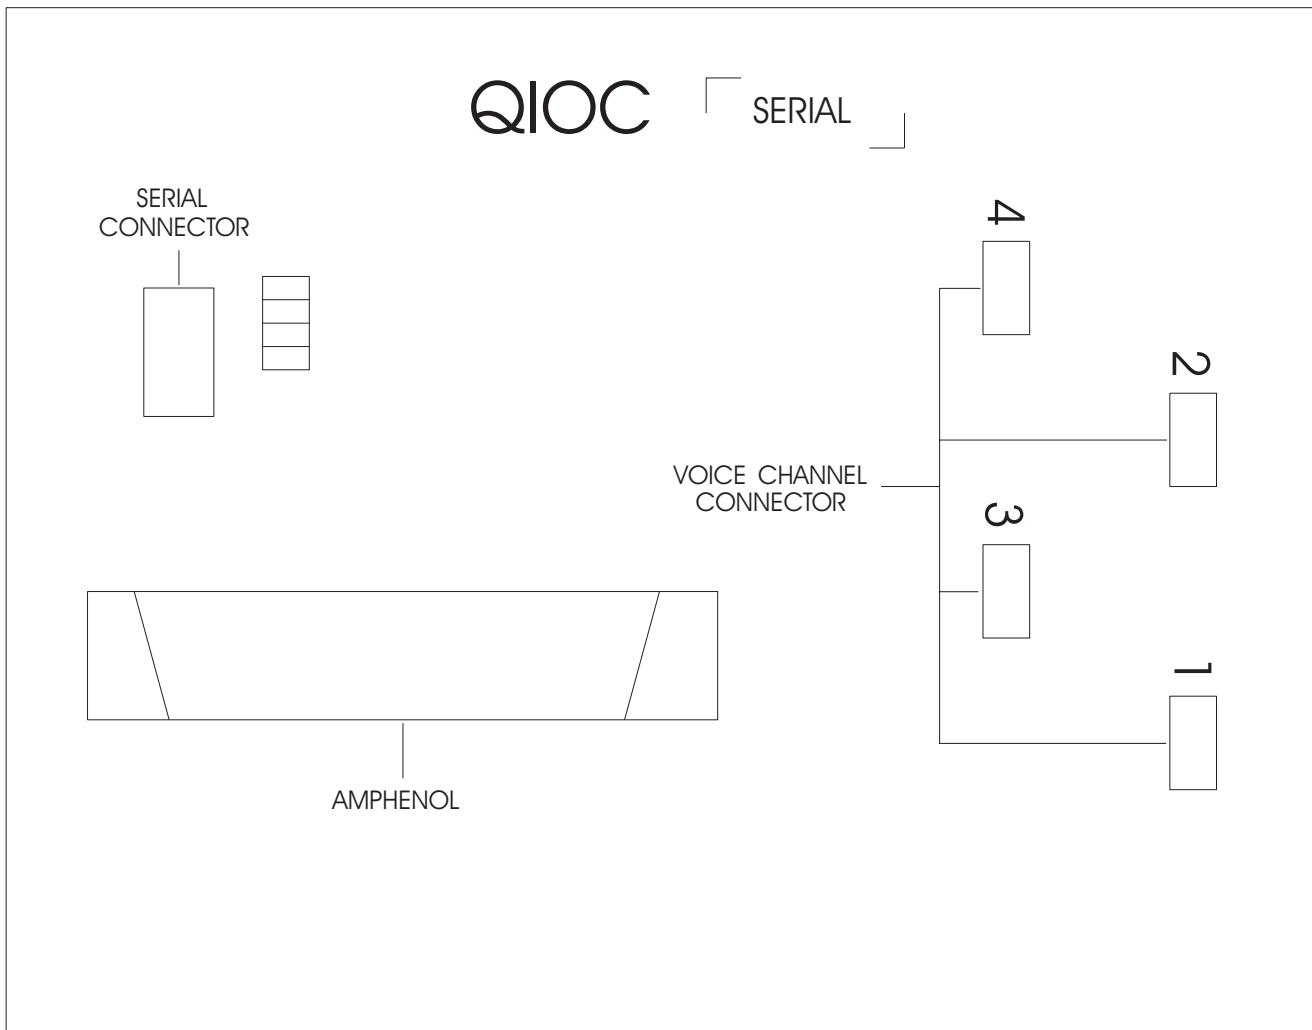 QIOC
SERIAL
SERIAL
CONNECTOR
4
2
VOICE CHANNEL
CONNECTOR
3
1
AMPHENOL